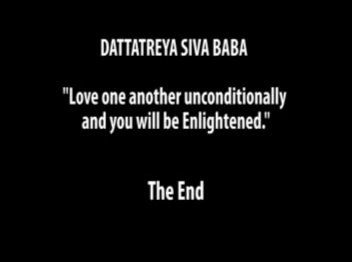 DATTATREYA SIVA BABA
"Love one another unconditionally
and you will be Enlightened."
The End